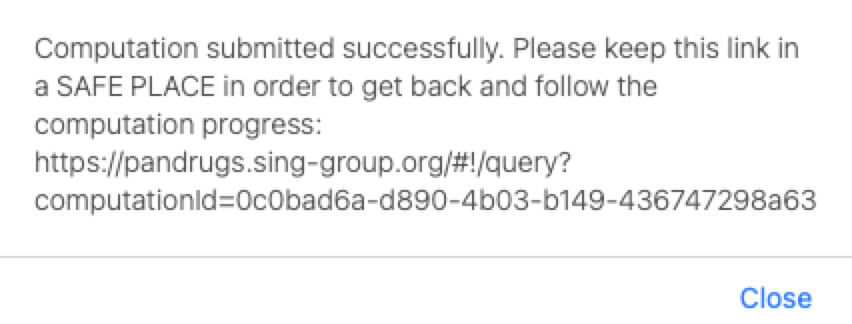 Computation submitted successfully. Please keep this link in
a SAFE PLACE in order to get back and follow the
computation progress:
https://pandrugs.sing-group.org/#!/query?
computationId=0c0bad6a-d890-4b03-b149-436747298a63
Close